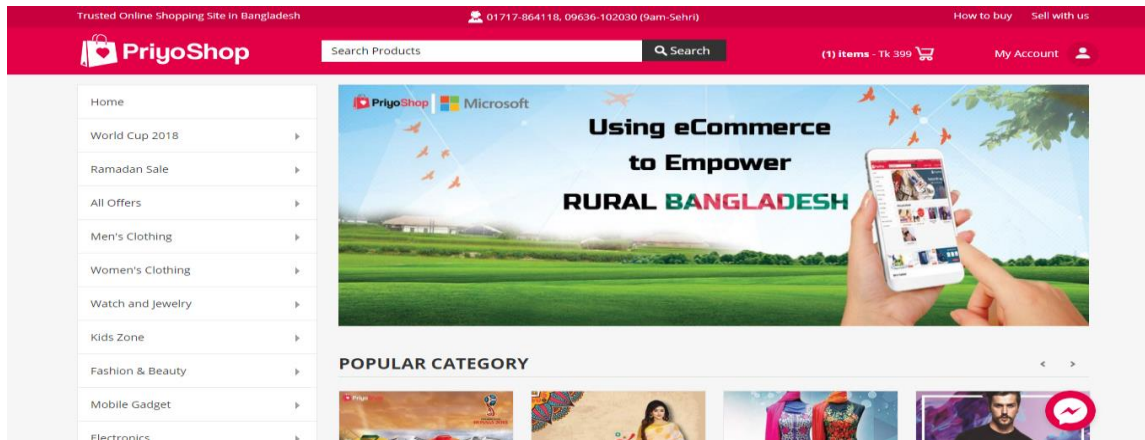 Trusted Online Shopping Site in Bangladesh
01717-864118, 09636-102030 (9am-Sehri)
How to buy Sell with us
PriyoShop
Search Products
Search
(1) items - Tk 399
My Account
Home
World Cup 2018
Ramadan Sale
All Offers
Men's Clothing
Women's Clothing
Watch and Jewelry
Kids Zone
Fashion & Beauty
Mobile Gadget
Electronics
PriyoShop Microsoft
Using eCommerce
to Empower
RURAL BANGLADESH
POPULAR CATEGORY